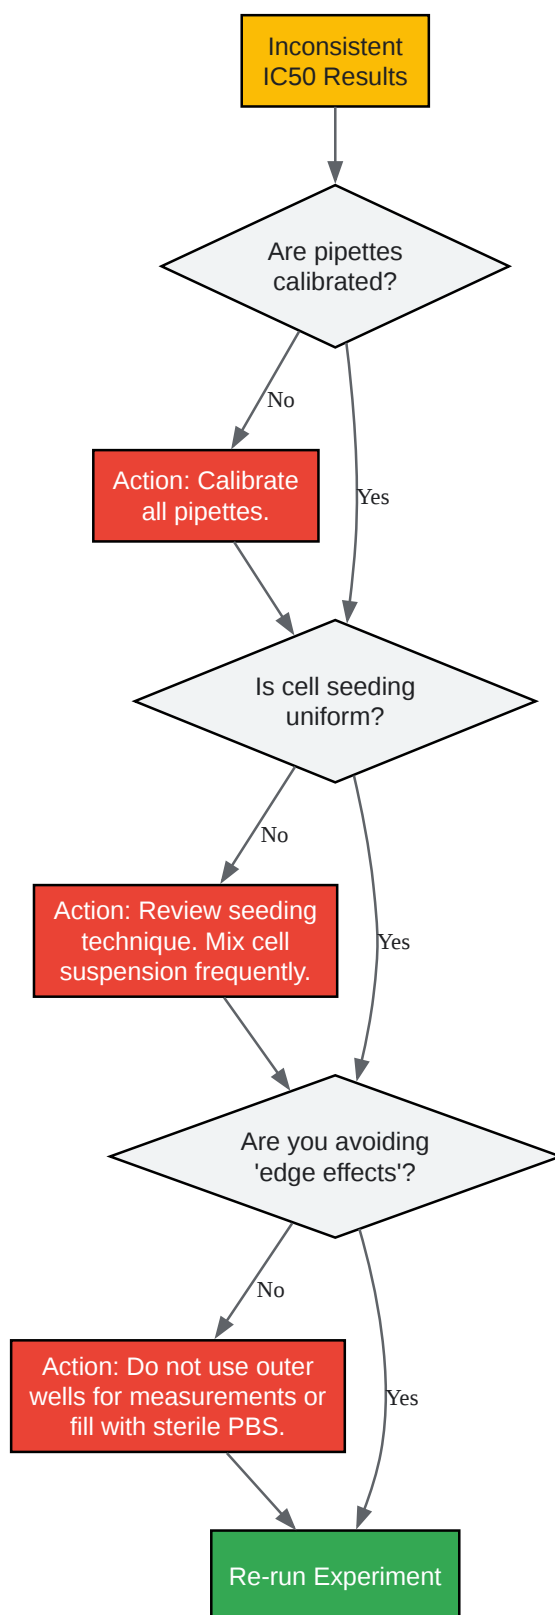 Inconsistent
IC50 Results
Are pipettes
calibrated?
No
Action: Calibrate
all pipettes.
Yes
Is cell seeding
uniform?
No
Action: Review seeding
technique. Mix cell
suspension frequently.
Yes
Are you avoiding
'edge effects'?
No
Action: Do not use outer
wells for measurements or
fill with sterile PBS.
Yes
Re-run Experiment